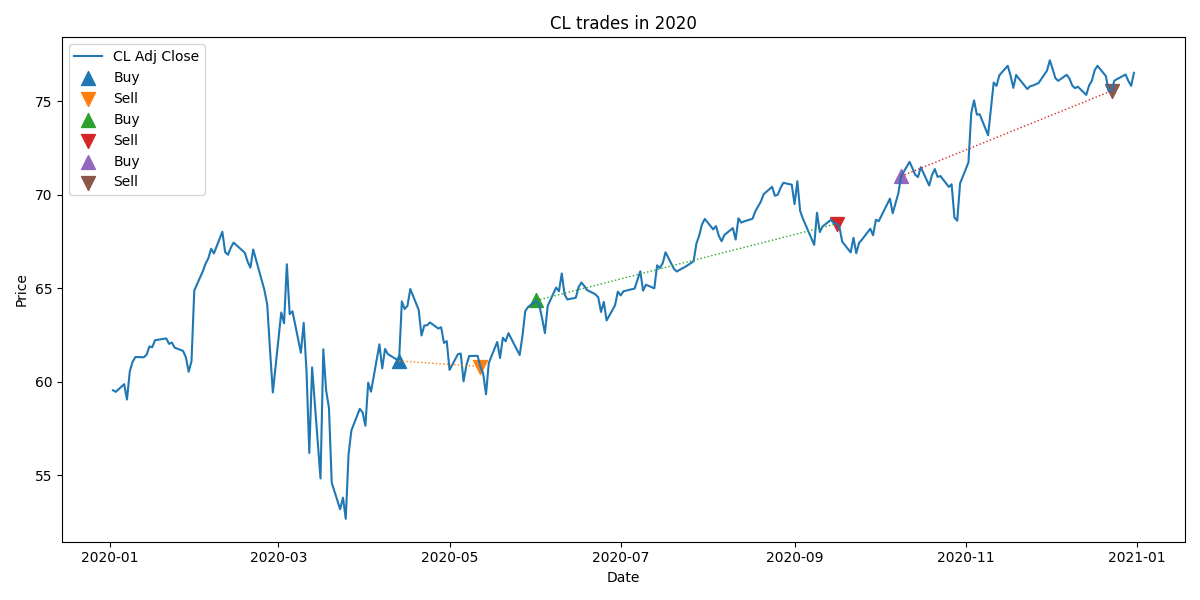 CL trades in 2020
CL Adj Close
Buy
Sell
Buy
Sell
Buy
Sell
Price
75
70
65
60
55
2020-01
2020-03
2020-05
2020-07
2020-09
2020-11
2021-01
Date